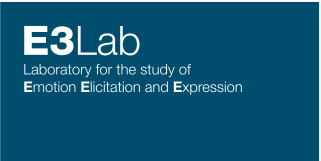 E3Lab
Laboratory for the study of
Emotion Elicitation and Expression